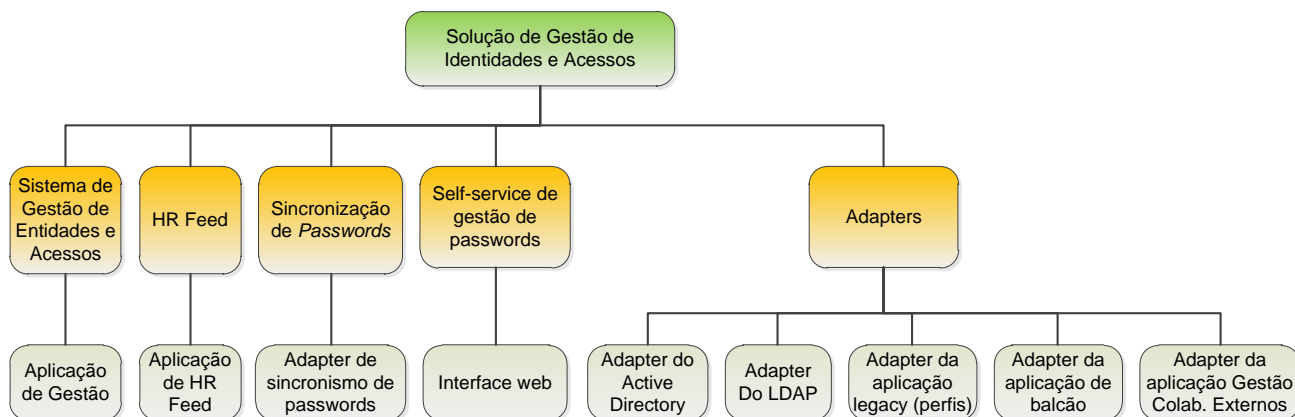 Solução de Gestão de
Identidades e Acessos
Sistema de
Gestão de
Entidades e
Acessos
HR Feed
Sincronização
de Passwords
Self-service de
gestão de
passwords
Adapters
Aplicação
de Gestão
Aplicação
de HR
Feed
Adapter de
sincronismo de
passwords
Interface web
Adapter do
Active
Directory
Adapter
Do LDAP
Adapter da
aplicação
legacy (perfis)
Adapter da
aplicação de
balcão
Adapter da
aplicação Gestão
Colab. Externos